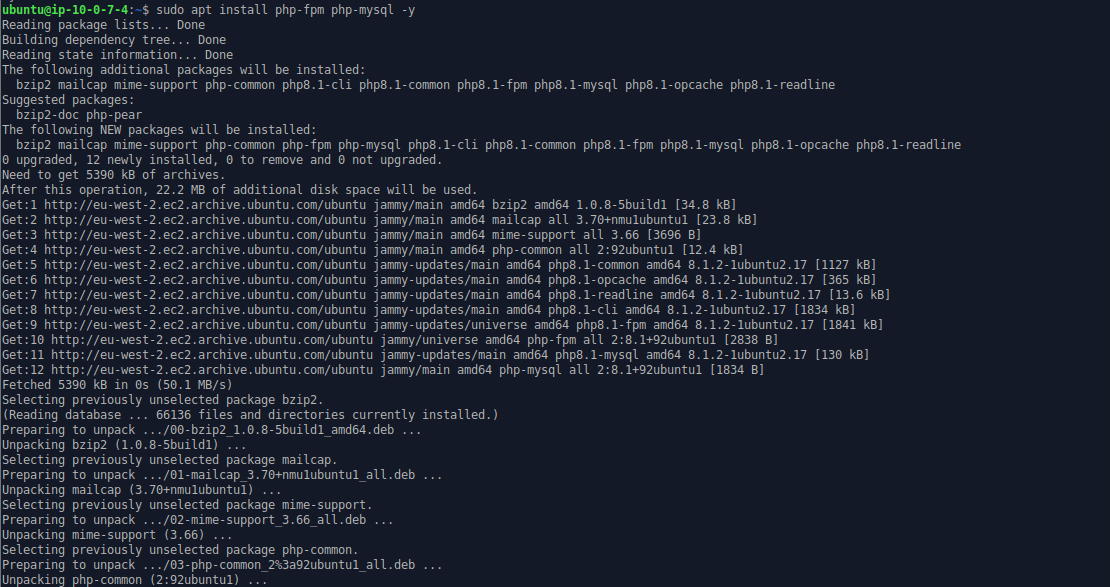 ubuntu@ip-10-0-7-4:~$ sudo apt install php-fpm php-mysql -y
Reading package lists... Done
Building dependency tree... Done
Reading state information... Done
The following additional packages will be installed:
  bzip2 mailcap mime-support php-common php8.1-cli php8.1-common php8.1-fpm php8.1-mysql php8.1-opcache php8.1-readline
Suggested packages:
  bzip2-doc php-pear
The following NEW packages will be installed:
  bzip2 mailcap mime-support php-common php-fpm php-mysql php8.1-cli php8.1-common php8.1-fpm php8.1-mysql php8.1-opcache php8.1-readline
0 upgraded, 12 newly installed, 0 to remove and 0 not upgraded.
Need to get 5390 kB of archives.
After this operation, 22.2 MB of additional disk space will be used.
Get:1 http://eu-west-2.ec2.archive.ubuntu.com/ubuntu jammy/main amd64 bzip2 amd64 1.0.8-5build1 [34.8 kB]
Get:2 http://eu-west-2.ec2.archive.ubuntu.com/ubuntu jammy/main amd64 mailcap all 3.70+nmu1ubuntu1 [23.8 kB]
Get:3 http://eu-west-2.ec2.archive.ubuntu.com/ubuntu jammy/main amd64 mime-support all 3.66 [3696 B]
Get:4 http://eu-west-2.ec2.archive.ubuntu.com/ubuntu jammy/main amd64 php-common all 2:92ubuntu1 [12.4 kB]
Get:5 http://eu-west-2.ec2.archive.ubuntu.com/ubuntu jammy-updates/main amd64 php8.1-common amd64 8.1.2-1ubuntu2.17 [1127 kB]
Get:6 http://eu-west-2.ec2.archive.ubuntu.com/ubuntu jammy-updates/main amd64 php8.1-opcache amd64 8.1.2-1ubuntu2.17 [365 kB]
Get:7 http://eu-west-2.ec2.archive.ubuntu.com/ubuntu jammy-updates/main amd64 php8.1-readline amd64 8.1.2-1ubuntu2.17 [13.6 kB]
Get:8 http://eu-west-2.ec2.archive.ubuntu.com/ubuntu jammy-updates/main amd64 php8.1-cli amd64 8.1.2-1ubuntu2.17 [1834 kB]
Get:9 http://eu-west-2.ec2.archive.ubuntu.com/ubuntu jammy-updates/universe amd64 php8.1-fpm amd64 8.1.2-1ubuntu2.17 [1841 kB]
Get:10 http://eu-west-2.ec2.archive.ubuntu.com/ubuntu jammy/universe amd64 php-fpm all 2:8.1+92ubuntu1 [2838 B]
Get:11 http://eu-west-2.ec2.archive.ubuntu.com/ubuntu jammy-updates/main amd64 php8.1-mysql amd64 8.1.2-1ubuntu2.17 [130 kB]
Get:12 http://eu-west-2.ec2.archive.ubuntu.com/ubuntu jammy/main amd64 php-mysql all 2:8.1+92ubuntu1 [1834 B]
Fetched 5390 kB in 0s (50.1 MB/s)
Selecting previously unselected package bzip2.
(Reading database ... 66136 files and directories currently installed.)
Preparing to unpack .../00-bzip2_1.0.8-5build1_amd64.deb ...
Unpacking bzip2 (1.0.8-5build1) ...
Selecting previously unselected package mailcap.
Preparing to unpack .../01-mailcap_3.70+nmu1ubuntu1_all.deb ...
Unpacking mailcap (3.70+nmu1ubuntu1) ...
Selecting previously unselected package mime-support.
Preparing to unpack .../02-mime-support_3.66_all.deb ...
Unpacking mime-support (3.66) ...
Selecting previously unselected package php-common.
Preparing to unpack .../03-php-common_2%3a92ubuntu1_all.deb ...
Unpacking php-common (2:92ubuntu1) ...